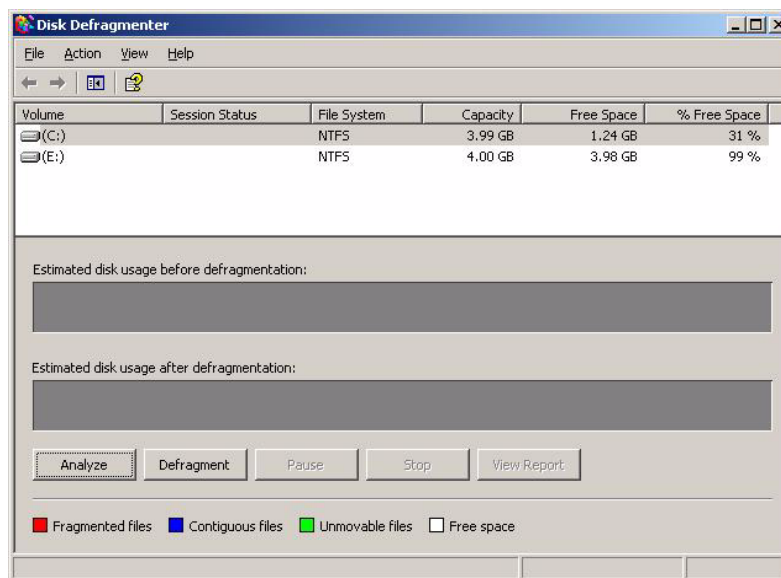 Disk Defragmenter
File Action View Help
Volume Session Status File System Capacity Free Space % Free Space
(C:) NTFS 3.99 GB 1.24 GB 31 %
(E:) NTFS 4.00 GB 3.98 GB 99 %
Estimated disk usage before defragmentation:
Estimated disk usage after defragmentation:
Analyze Defragment Pause Stop View Report
Fragmented files Contiguous files Unmovable files Free space